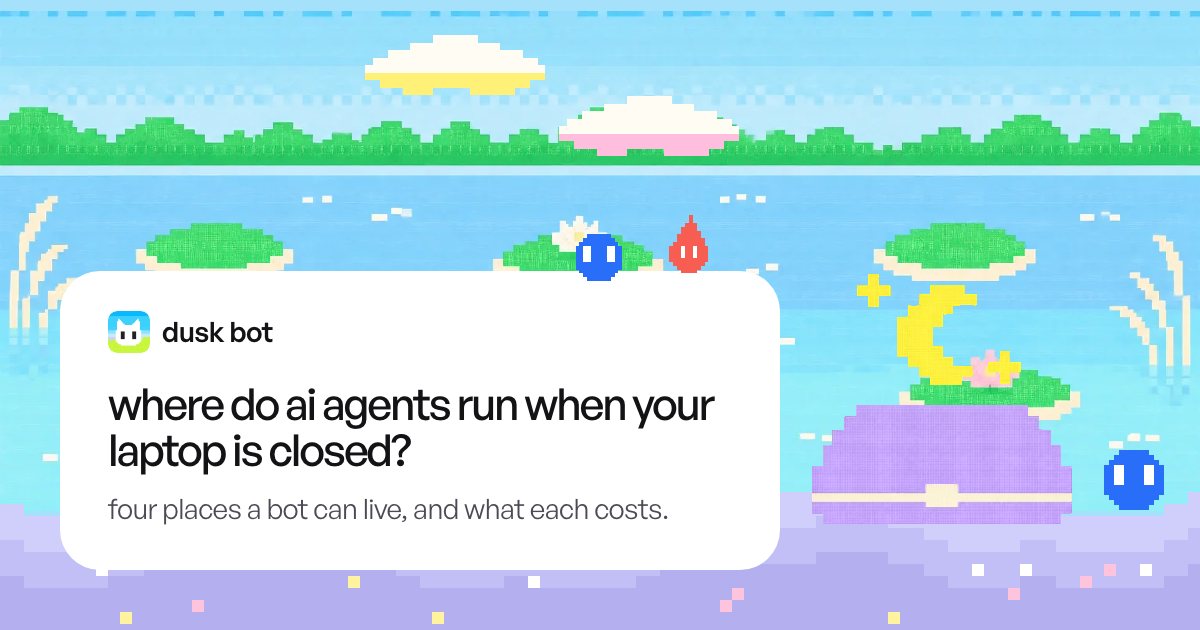 dusk bot
where do ai agents run when your
laptop is closed?
four places a bot can live, and what each costs.